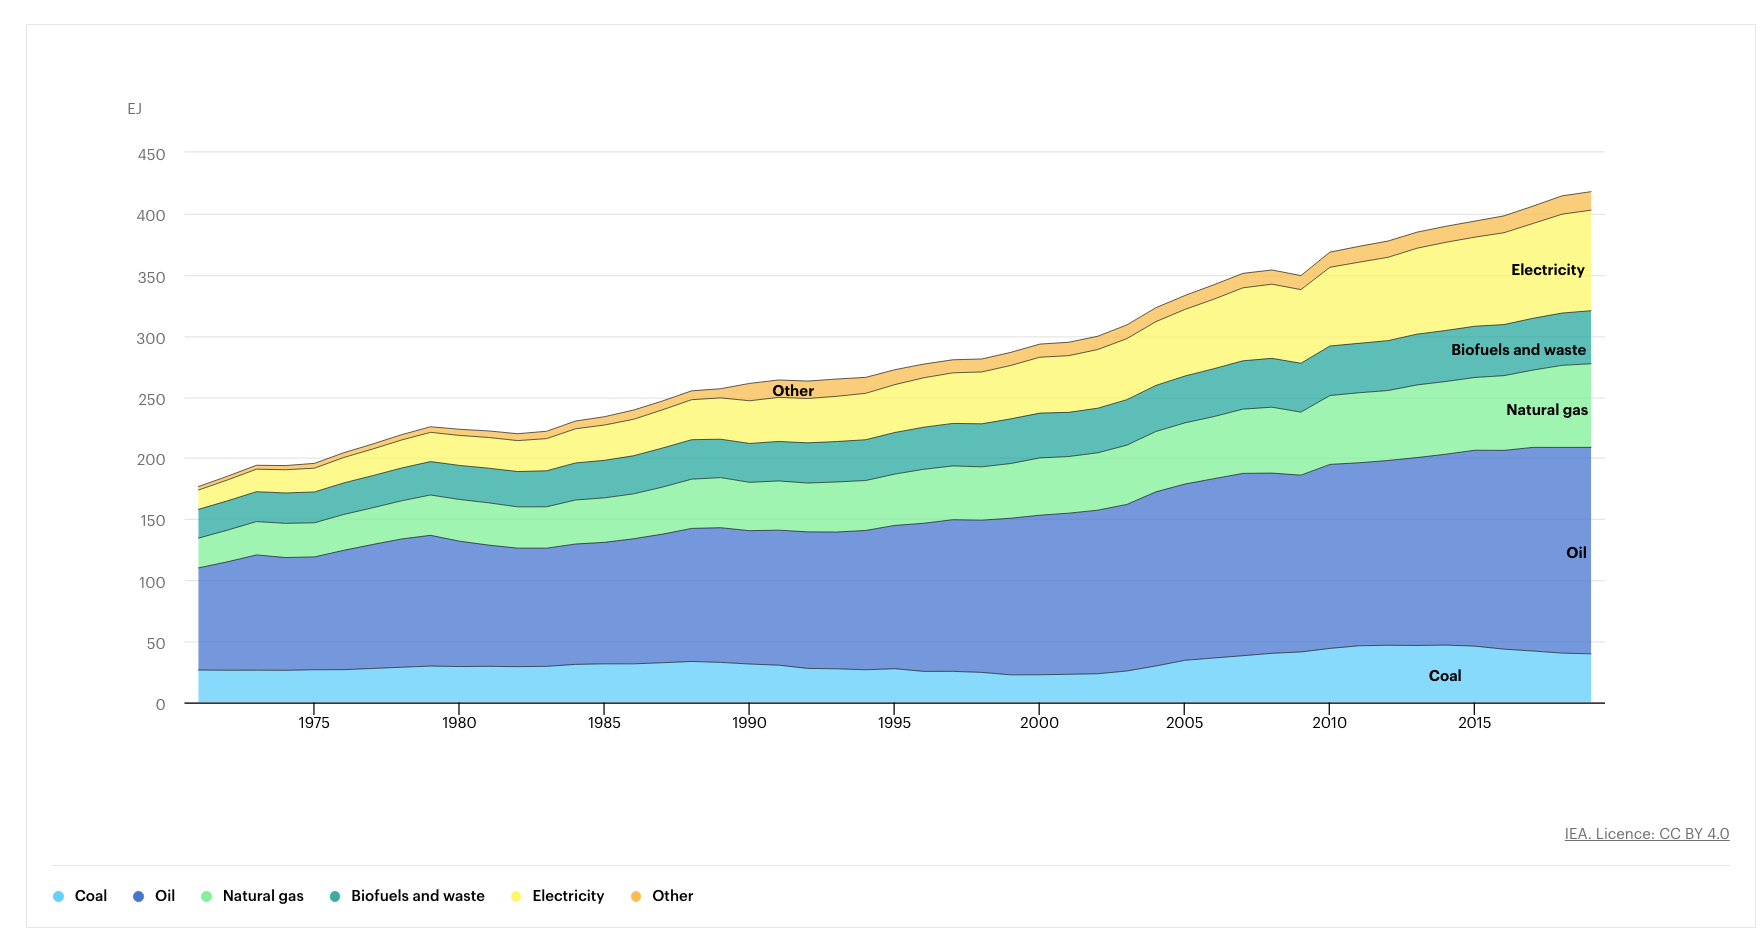 EJ
450
400
350
300
250
200
150
100
50
0
Electricity
Biofuels and waste
Other
Natural gas
Oil
Coal
1975 1980 1985 1990 1995 2000 2005 2010 2015
IEA. Licence: CC BY 4.0
Coal Oil Natural gas Biofuels and waste Electricity Other